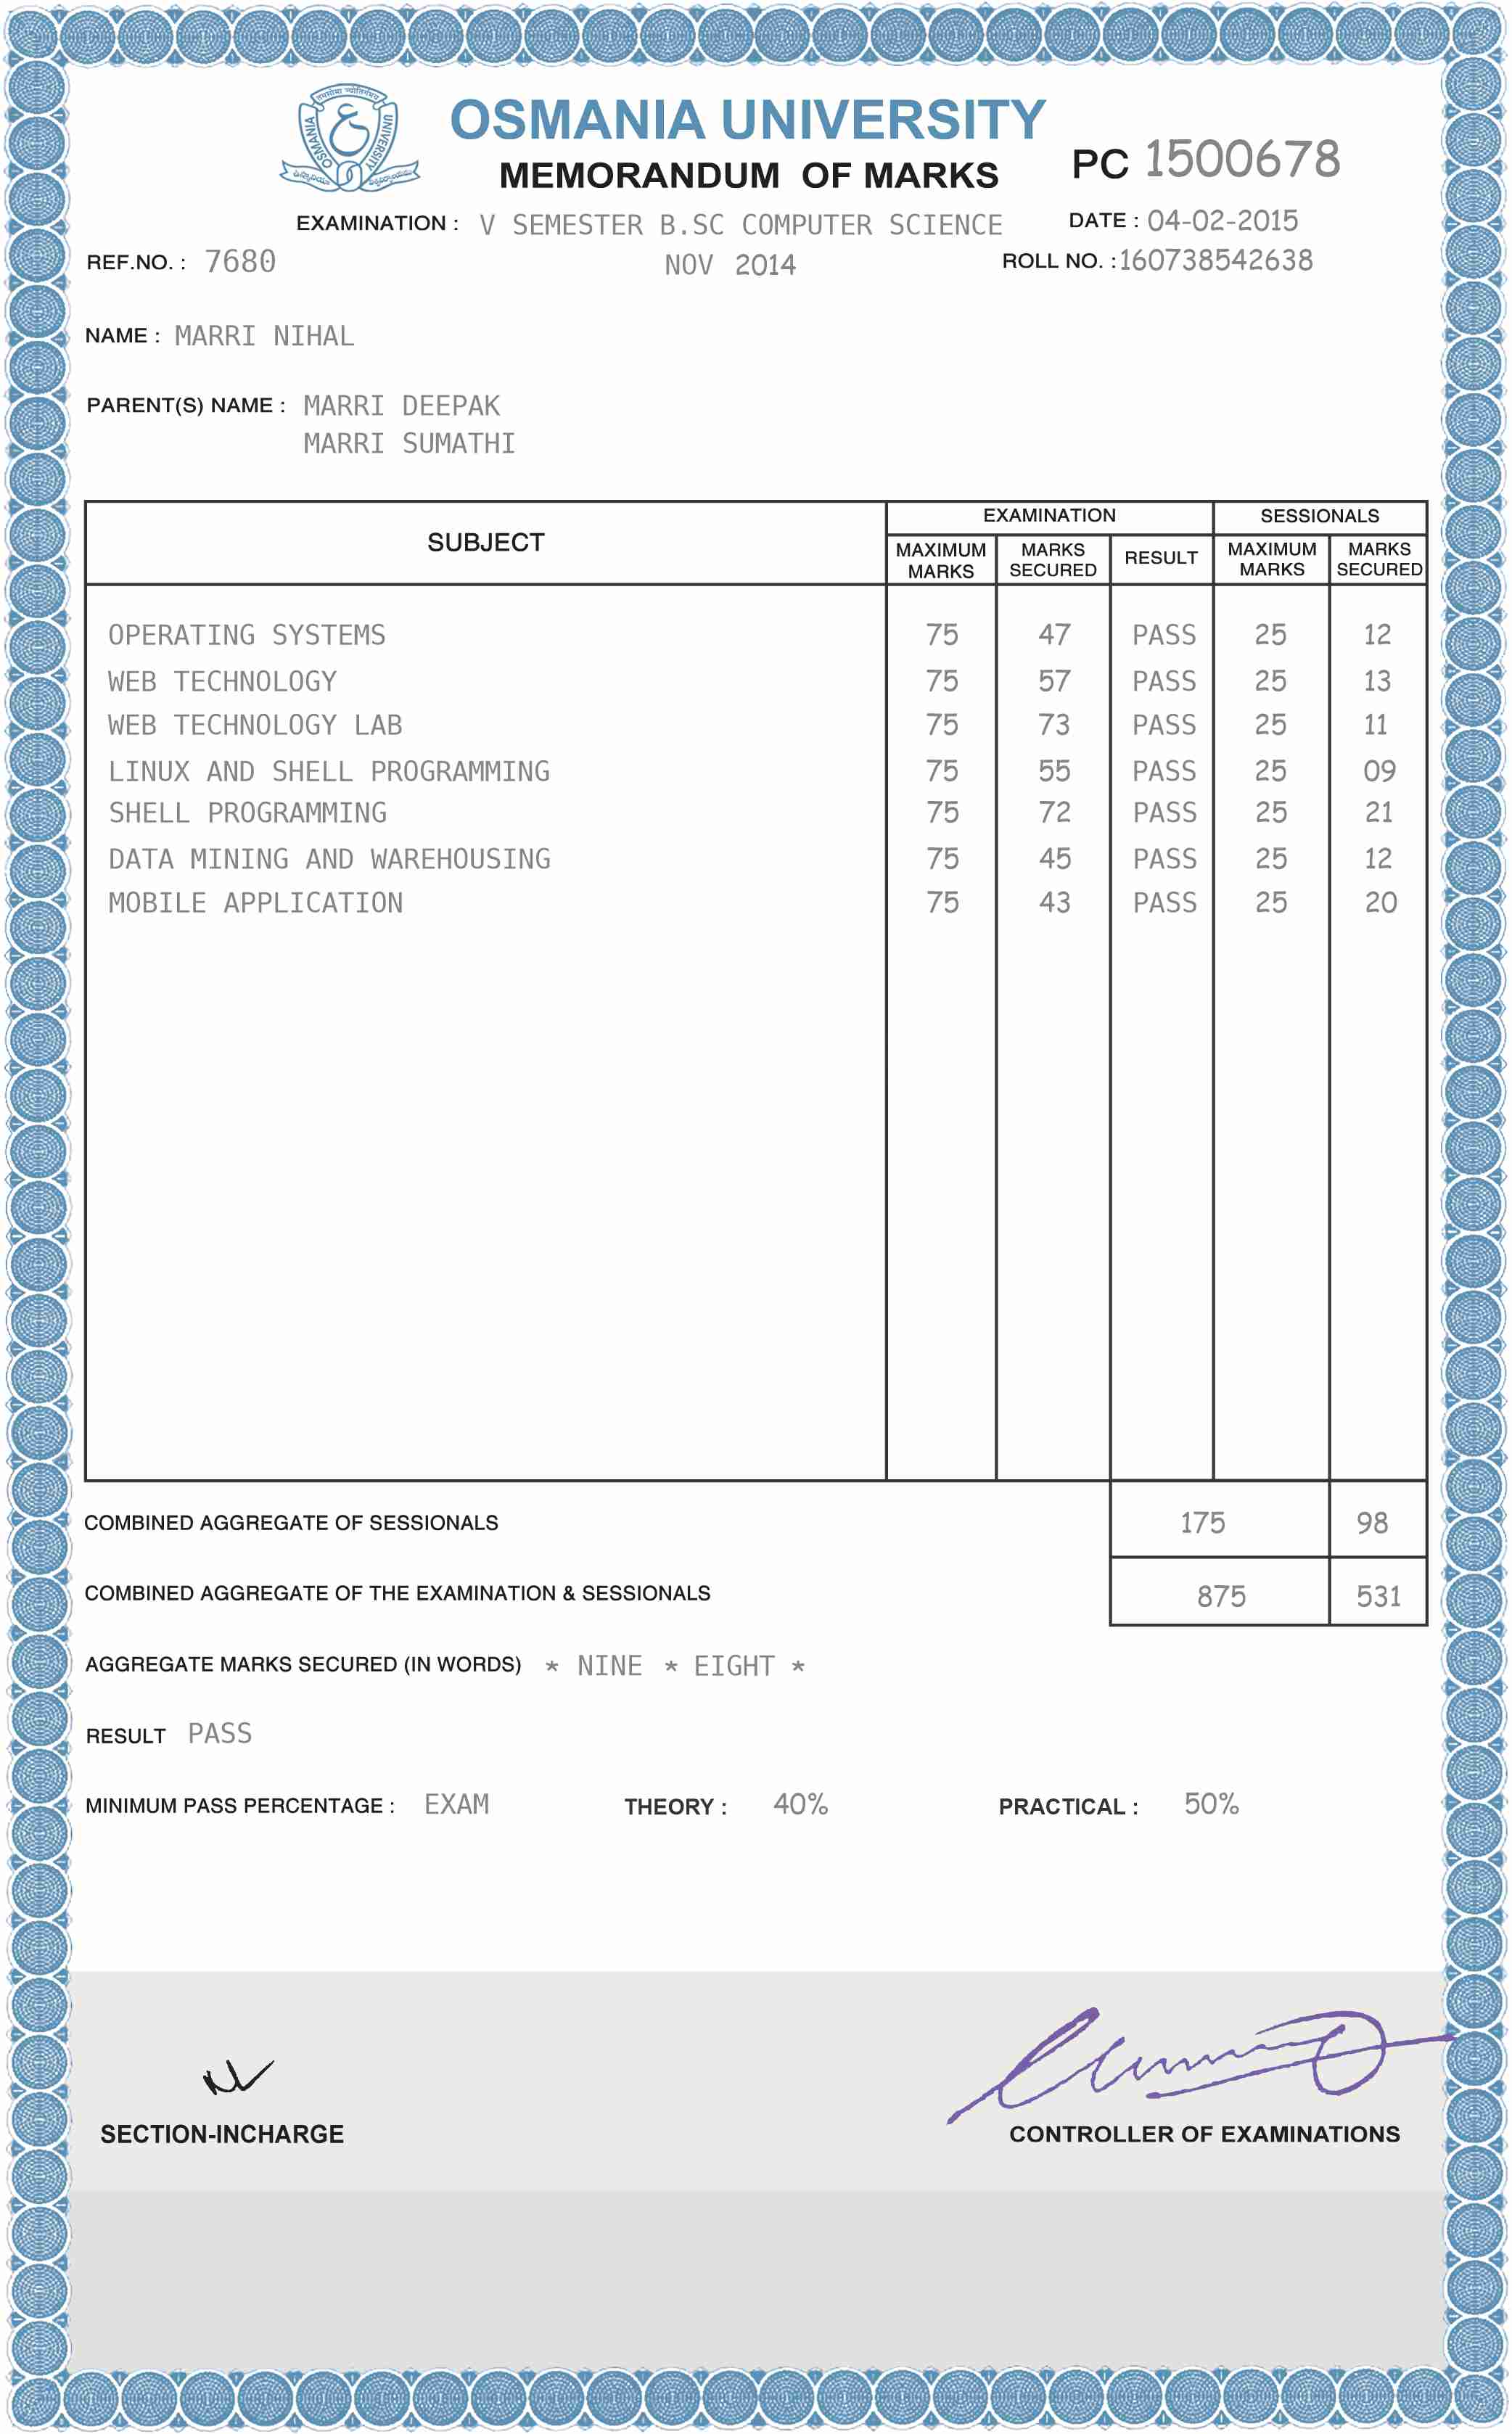 OSMANIA UNIVERSITY
MEMORANDUM OF MARKS
PC 1500678
EXAMINATION : V SEMESTER B.SC COMPUTER SCIENCE DATE : 04-02-2015
REF.NO. : 7680 NOV 2014 ROLL NO. : 160738542638
NAME : MARRI NIHAL
PARENT(S) NAME : MARRI DEEPAK
MARRI SUMATHI
SUBJECT EXAMINATION SESSIONALS
MAXIMUM MARKS MARKS SECURED RESULT MAXIMUM MARKS MARKS SECURED
OPERATING SYSTEMS 75 47 PASS 25 12
WEB TECHNOLOGY 75 57 PASS 25 13
WEB TECHNOLOGY LAB 75 73 PASS 25 11
LINUX AND SHELL PROGRAMMING 75 55 PASS 25 09
SHELL PROGRAMMING 75 72 PASS 25 21
DATA MINING AND WAREHOUSING 75 45 PASS 25 12
MOBILE APPLICATION 75 43 PASS 25 20
COMBINED AGGREGATE OF SESSIONALS 175 98
COMBINED AGGREGATE OF THE EXAMINATION & SESSIONALS 875 531
AGGREGATE MARKS SECURED (IN WORDS) * NINE * EIGHT *
RESULT PASS
MINIMUM PASS PERCENTAGE : EXAM THEORY : 40% PRACTICAL : 50%
SECTION-INCHARGE CONTROLLER OF EXAMINATIONS